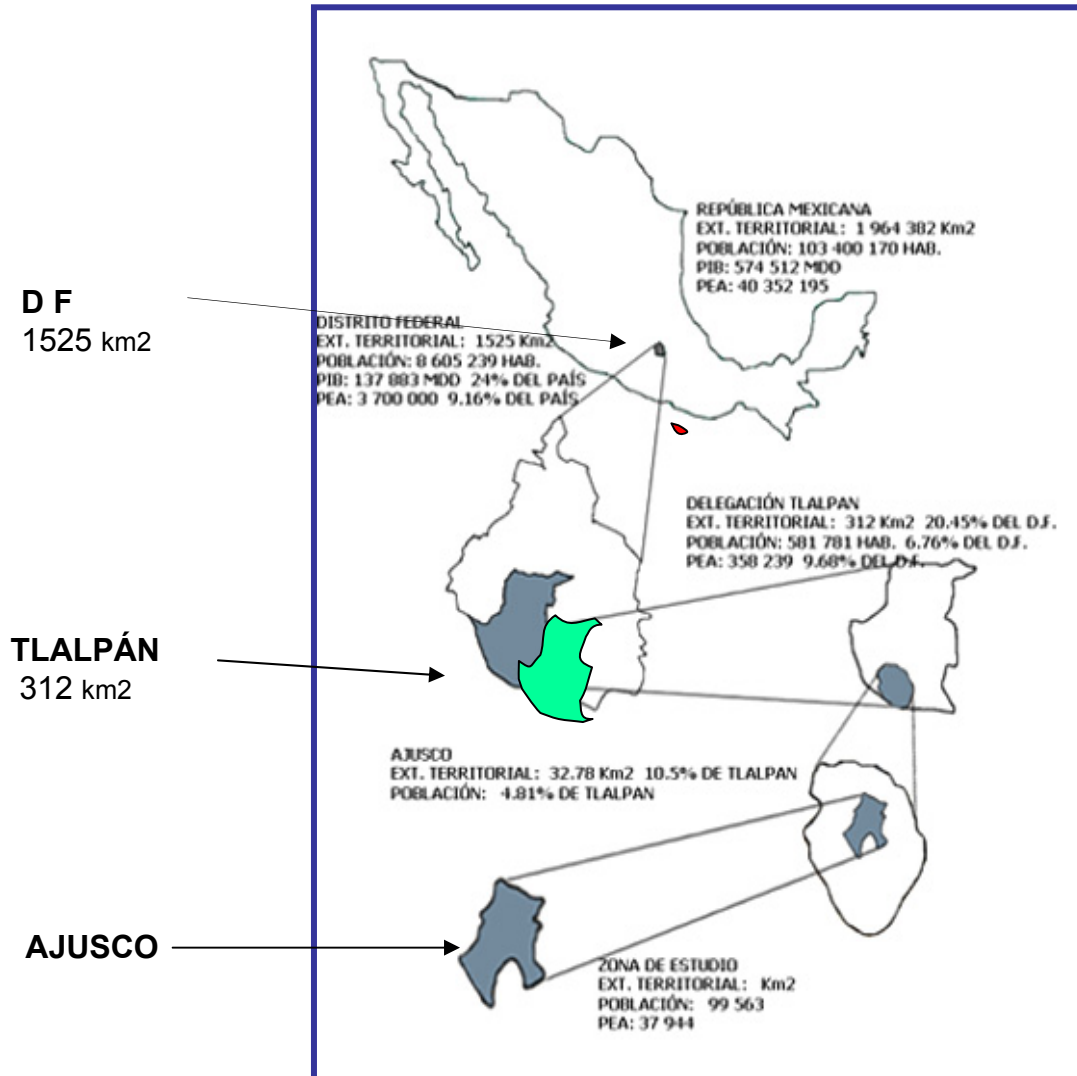 REPÚBLICA MEXICANA
EXT. TERRITORIAL: 1 964 382 Km2
POBLACIÓN: 103 400 170 HAB.
PIB: 574 512 MDD
PEA: 40 352 195
D F
1525 km2
DISTRITO FEDERAL
EXT. TERRITORIAL: 1525 Km2
POBLACIÓN: 8 605 239 HAB.
PIB: 137 883 MDD 24% DEL PAÍS
PEA: 3 700 000 9.16% DEL PAÍS
DELEGACIÓN TLALPAN
EXT. TERRITORIAL: 312 Km2 20.45% DEL D.F.
POBLACIÓN: 581 781 HAB. 6.76% DEL D.F.
PEA: 358 239 9.68% DEL D.F.
TLALPÁN
312 km2
AJUSCO
EXT. TERRITORIAL: 32.78 Km2 10.5% DE TLALPAN
POBLACIÓN: 4.81% DE TLALPAN
AJUSCO
ZONA DE ESTUDIO
EXT. TERRITORIAL: Km2
POBLACIÓN: 99 563
PEA: 37 944